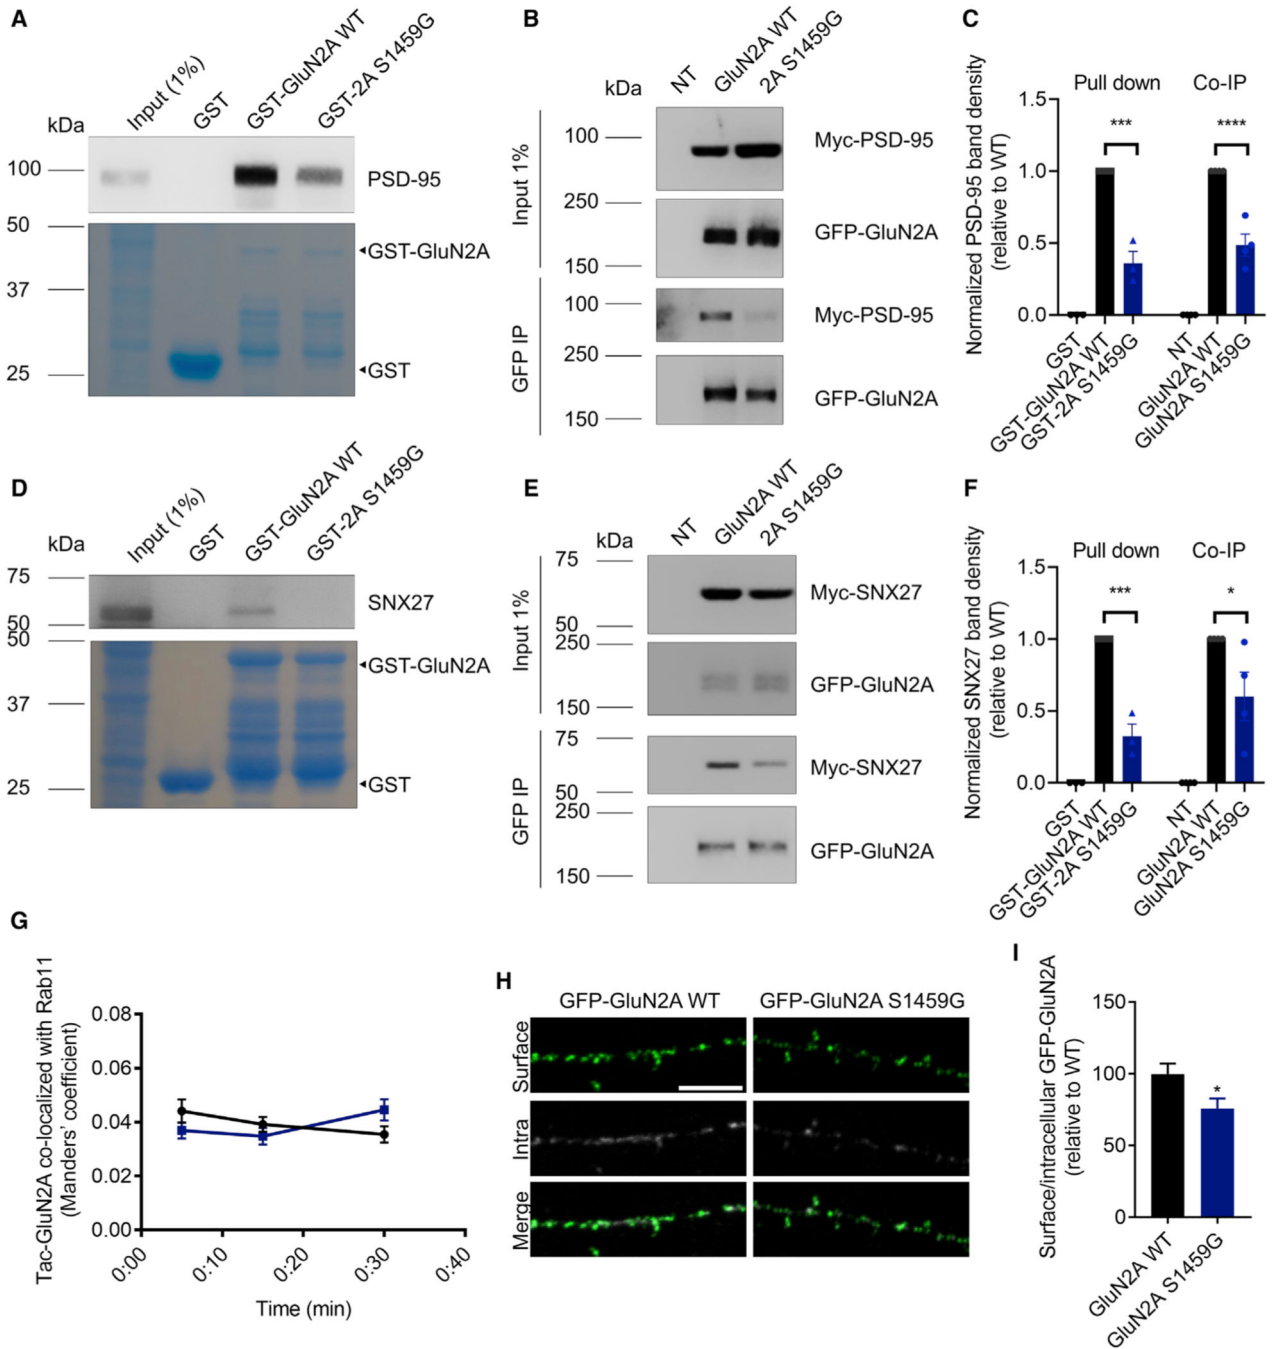 A
kDa
Input (1%)
GST
GST-GluN2A WT
GST-2A S1459G
100
PSD-95
50
GST-GluN2A
37
25
GST
B
kDa
NT
GluN2A WT
2A S1459G
Input 1%
100
Myc-PSD-95
250
GFP-GluN2A
150
GFP IP
100
Myc-PSD-95
250
GFP-GluN2A
150
C
Pull down
Co-IP
Normalized PSD-95 band density
(relative to WT)
1.5
1.0
0.5
0.0
***
****
GST
GST-GluN2A WT
GST-2A S1459G
NT
GluN2A WT
GluN2A S1459G
D
kDa
Input (1%)
GST
GST-GluN2A WT
GST-2A S1459G
75
SNX27
50
50
GST-GluN2A
37
25
GST
E
kDa
NT
GluN2A WT
2A S1459G
Input 1%
75
Myc-SNX27
50
250
GFP-GluN2A
150
GFP IP
75
Myc-SNX27
50
250
GFP-GluN2A
150
F
Pull down
Co-IP
Normalized SNX27 band density
(relative to WT)
1.5
1.0
0.5
0.0
***
*
GST
GST-GluN2A WT
GST-2A S1459G
NT
GluN2A WT
GluN2A S1459G
G
Tac-GluN2A co-localized with Rab11
(Manders' coefficient)
0.08
0.06
0.04
0.02
0.00
0:00
0:10
0:20
0:30
0:40
Time (min)
H
GFP-GluN2A WT
GFP-GluN2A S1459G
Surface
Intra
Merge
I
Surface/intracellular GFP-GluN2A
(relative to WT)
150
100
50
0
*
GluN2A WT
GluN2A S1459G